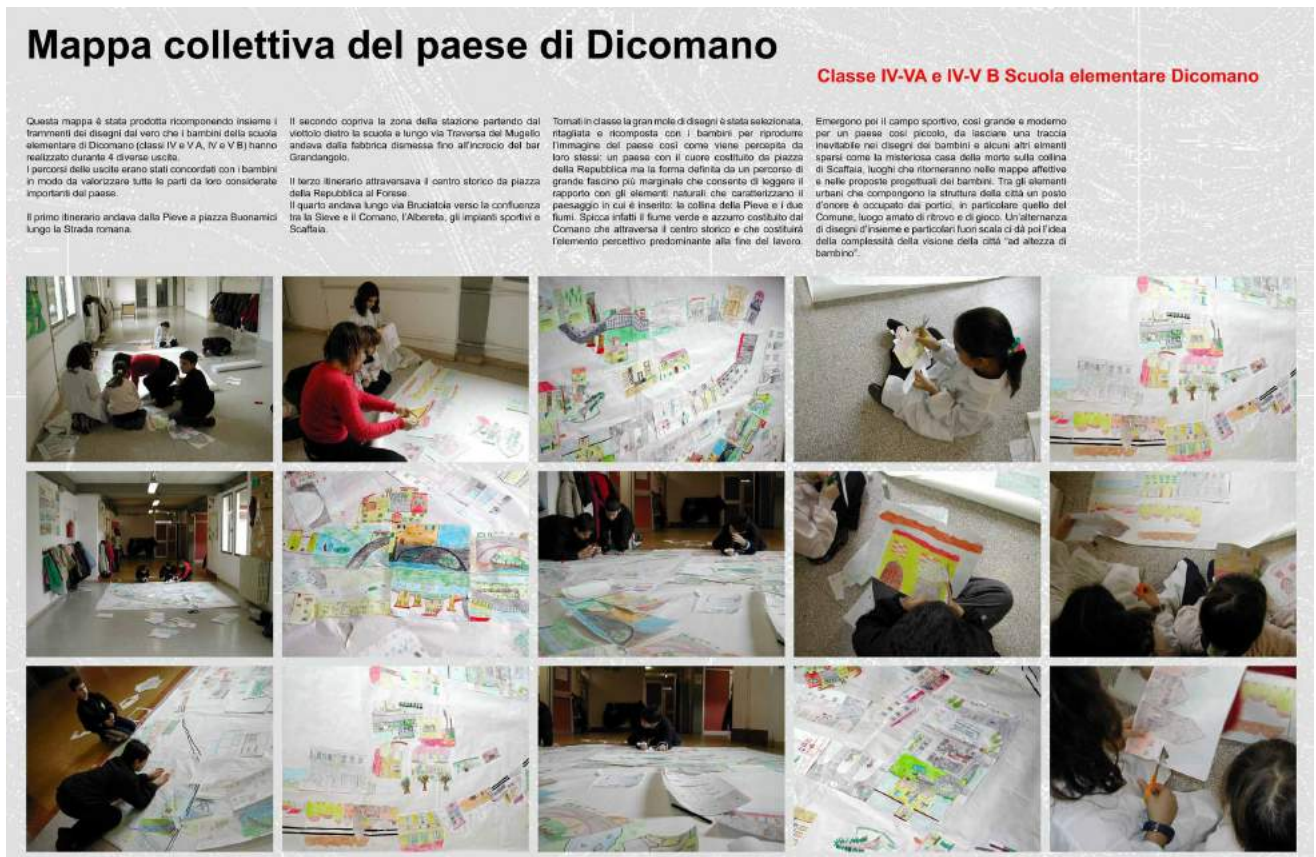 Mappa collettiva del paese di Dicomano
Classe IV-VA e IV-V B Scuola elementare Dicomano
Questa mappa è stata prodotta ricomponendo insieme i
frammenti dei disegni dal vero che i bambini della scuola
elementare di Dicomano (classi IV e V A, IV e V B) hanno
realizzato durante 4 diverse uscite.
I percorsi delle uscite erano stati concordati con i bambini
in modo da valorizzare tutte le parti da loro considerate
importanti del paese.
Il primo itinerario andava dalla Pieve a piazza Buonamici
lungo la Strada romana.
Il secondo copriva la zona della stazione partendo dal
viottolo dietro la scuola e lungo via Traversa del Mugello
andava dalla fabbrica dismessa fino all'incrocio del bar
Grandangolo.
Il terzo itinerario attraversava il centro storico da piazza
della Repubblica al Forese.
Il quarto andava lungo via Bruciatoia verso la confluenza
tra la Sieve e il Comano, l'Albereta, gli impianti sportivi e
Scaffaia.
Tornati in classe la gran mole di disegni è stata selezionata,
ritagliata e ricomposta con i bambini per riprodurre
l'immagine del paese così come viene percepita da
loro stessi: un paese con il cuore costituito da piazza
della Repubblica ma la forma definita da un percorso di
grande fascino più marginale che consente di leggere il
rapporto con gli elementi naturali che caratterizzano il
paesaggio in cui è inserito: la collina della Pieve e i due
fiumi. Spicca infatti il fiume verde e azzurro costituito dal
Comano che attraversa il centro storico e che costituirà
l'elemento percettivo predominante alla fine del lavoro.
Emergono poi il campo sportivo, così grande e moderno
per un paese così piccolo, da lasciare una traccia
inevitabile nei disegni dei bambini e alcuni altri elmenti
sparsi come la misteriosa casa della morte sulla collina
di Scaffaia, luoghi che ritorneranno nelle mappe affettive
e nelle proposte progettuali dei bambini. Tra gli elementi
urbani che compongono la struttura della città un posto
d'onore è occupato dai portici, in particolare quello del
Comune, luogo amato di ritrovo e di gioco. Un'alternanza
di disegni d'insieme e particolari fuori scala ci dà poi l'idea
della complessità della visione della città "ad altezza di
bambino".